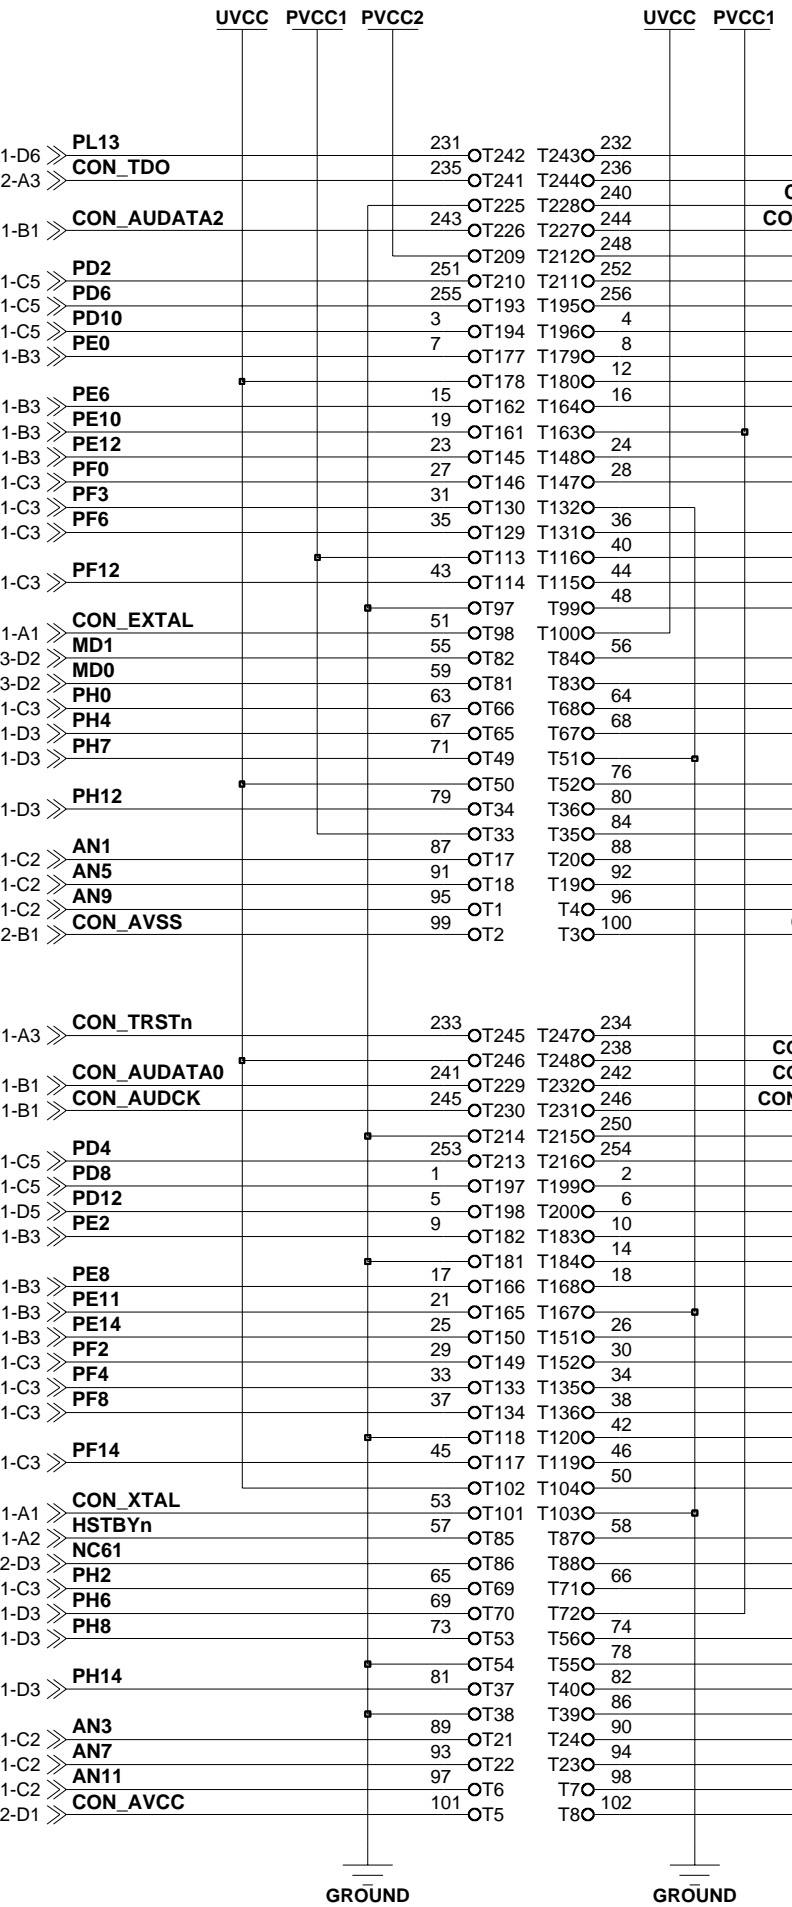 UVCC PVCC1 PVCC2 UVCC PVCC1
1-D6 PL13 231 T242 T243 232
2-A3 CON_TDO 235 T241 T244 236
T225 T228 240 C
1-B1 CON_AUDATA2 243 T226 T227 244 CO
T209 T212 248
1-C5 PD2 251 T210 T211 252
1-C5 PD6 255 T193 T195 256
1-C5 PD10 3 T194 T196 4
1-B3 PE0 7 T177 T179 8
T178 T180 12
1-B3 PE6 15 T162 T164 16
1-B3 PE10 19 T161 T163
1-B3 PE12 23 T145 T148 24
1-C3 PF0 27 T146 T147 28
1-C3 PF3 31 T130 T132
1-C3 PF6 35 T129 T131 36
T113 T116 40
1-C3 PF12 43 T114 T115 44
T97 T99 48
1-A1 CON_EXTAL 51 T98 T100
3-D2 MD1 55 T82 T84 56
3-D2 MD0 59 T81 T83
1-C3 PH0 63 T66 T68 64
1-D3 PH4 67 T65 T67 68
1-D3 PH7 71 T49 T51
T50 T52 76
1-D3 PH12 79 T34 T36 80
T33 T35 84
1-C2 AN1 87 T17 T20 88
1-C2 AN5 91 T18 T19 92
1-C2 AN9 95 T1 T4 96
2-B1 CON_AVSS 99 T2 T3 100
1-A3 CON_TRSTn 233 T245 T247 234
T246 T248 238 CO
1-B1 CON_AUDATA0 241 T229 T232 242 CO
1-B1 CON_AUDCK 245 T230 T231 246 CON
T214 T215 250
1-C5 PD4 253 T213 T216 254
1-C5 PD8 1 T197 T199 2
1-D5 PD12 5 T198 T200 6
1-B3 PE2 9 T182 T183 10
T181 T184 14
1-B3 PE8 17 T166 T168 18
1-B3 PE11 21 T165 T167
1-B3 PE14 25 T150 T151 26
1-C3 PF2 29 T149 T152 30
1-C3 PF4 33 T133 T135 34
1-C3 PF8 37 T134 T136 38
T118 T120 42
1-C3 PF14 45 T117 T119 46
T102 T104 50
1-A1 CON_XTAL 53 T101 T103
1-A2 HSTBYn 57 T85 T87 58
2-D3 NC61 T86 T88
1-C3 PH2 65 T69 T71 66
1-D3 PH6 69 T70 T72
1-D3 PH8 73 T53 T56 74
T54 T55 78
1-D3 PH14 81 T37 T40 82
T38 T39 86
1-C2 AN3 89 T21 T24 90
1-C2 AN7 93 T22 T23 94
1-C2 AN11 97 T6 T7 98
2-D1 CON_AVCC 101 T5 T8 102
GROUND GROUND